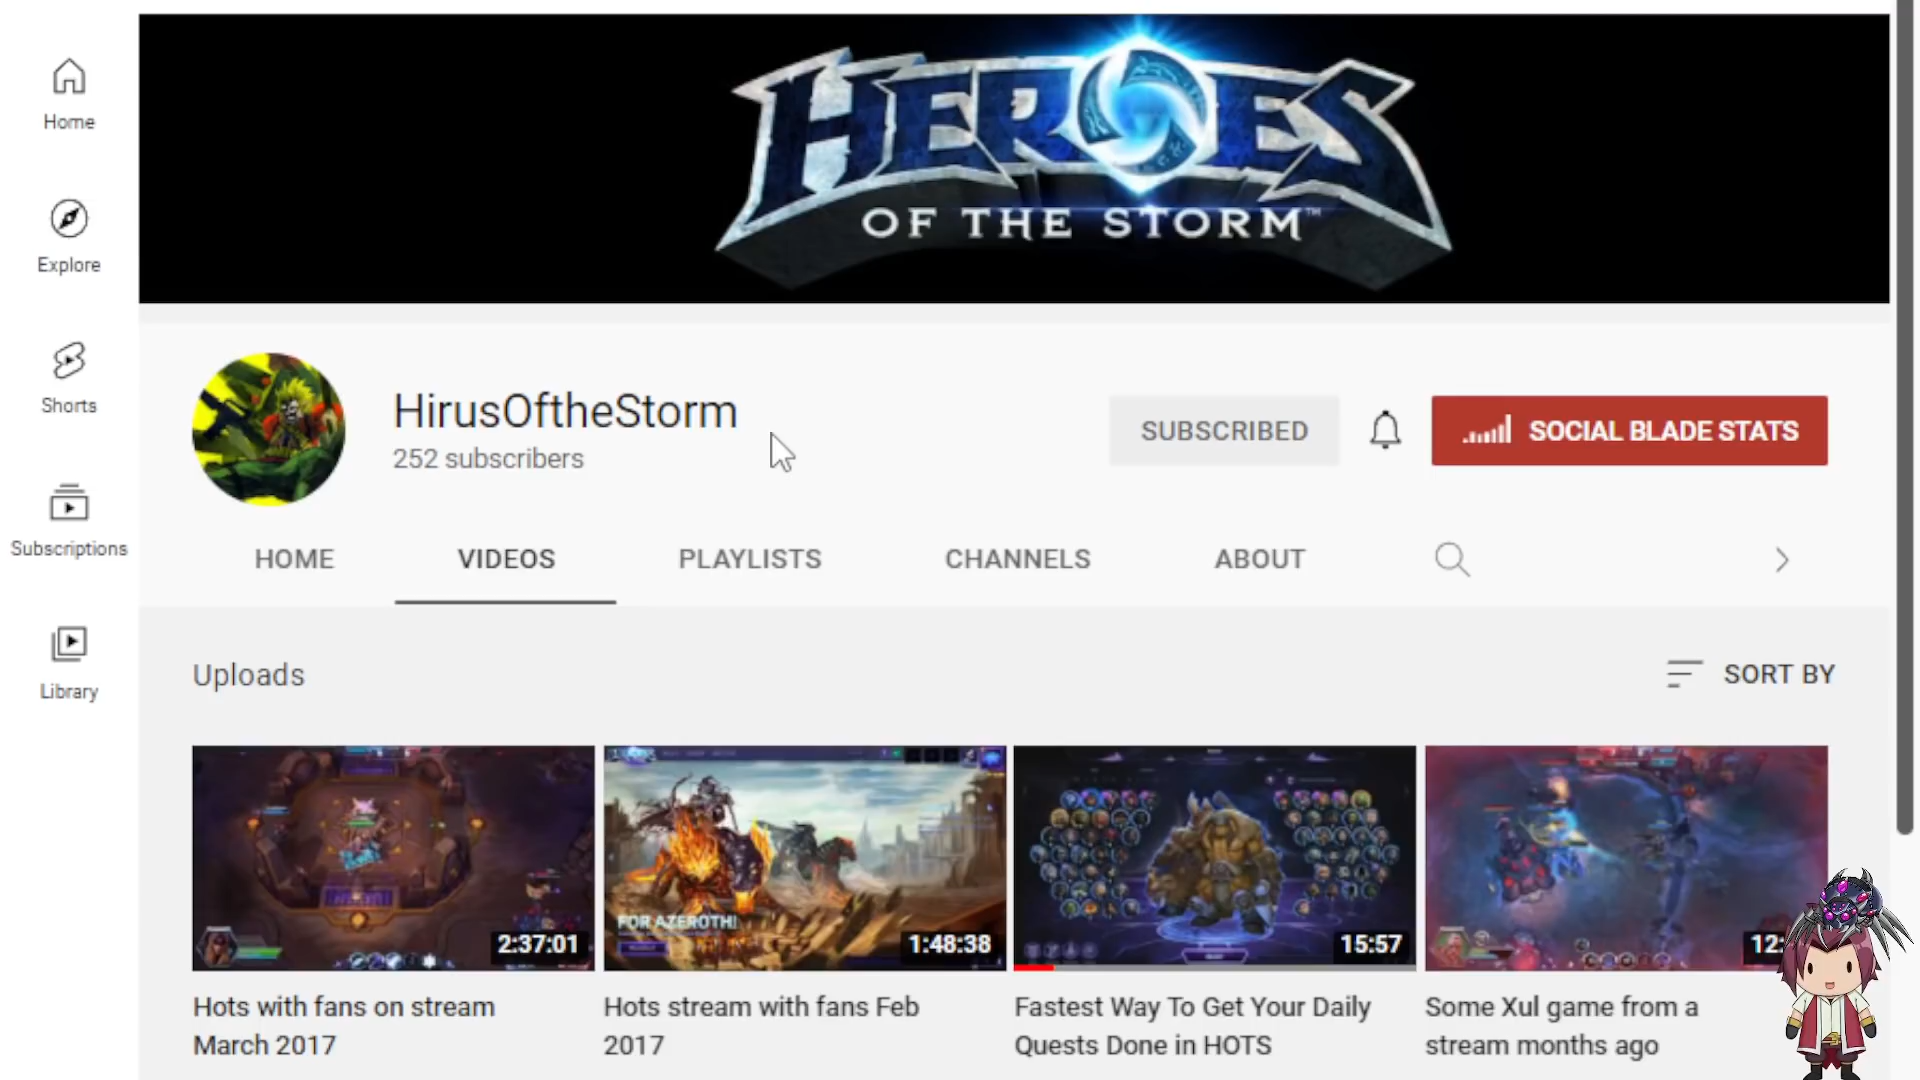 HEROES
OF THE STORM™
Home
Explore
Shorts
Subscriptions
Library
HirusOftheStorm
252 subscribers
SUBSCRIBED
SOCIAL BLADE STATS
HOME
VIDEOS
PLAYLISTS
CHANNELS
ABOUT
Uploads
SORT BY
2:37:01
FOR AZEROTH!
1:48:38
15:57
12:
Hots with fans on stream
March 2017
Hots stream with fans Feb
2017
Fastest Way To Get Your Daily
Quests Done in HOTS
Some Xul game from a
stream months ago